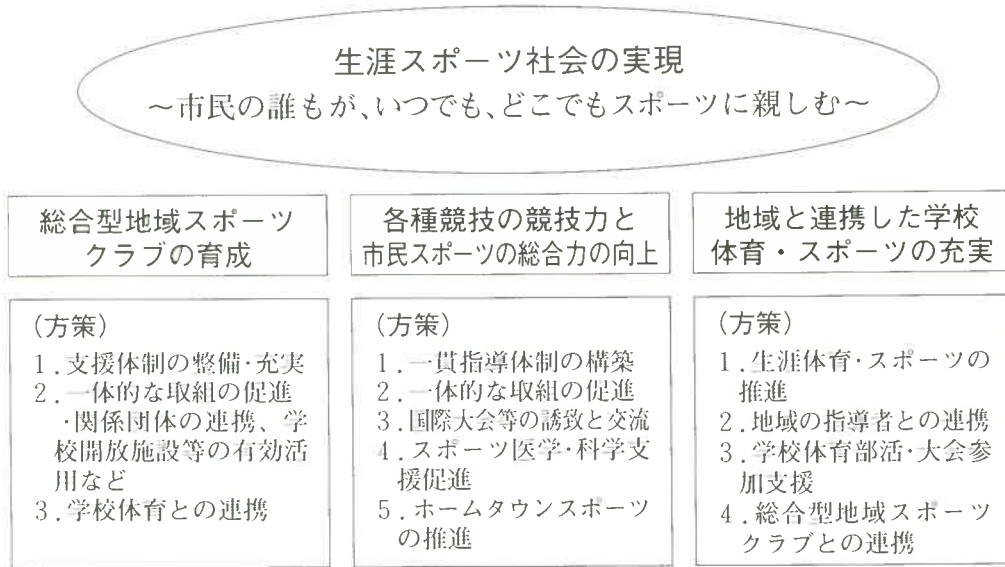 生涯スポーツ社会の実現
～市民の誰もが、いつでも、どこでもスポーツに親しむ～
総合型地域スポーツ
クラブの育成
各種競技の競技力と
市民スポーツの総合力の向上
地域と連携した学校
体育・スポーツの充実
(方策)
1.支援体制の整備・充実
2.一体的な取組の促進
・関係団体の連携、学
校開放施設等の有効活
用など
3.学校体育との連携
(方策)
1.一貫指導体制の構築
2.一体的な取組の促進
3.国際大会等の誘致と交流
4.スポーツ医学・科学支
援促進
5.ホームタウンスポーツ
の推進
(方策)
1.生涯体育・スポーツの
推進
2.地域の指導者との連携
3.学校体育部活・大会参
加支援
4.総合型地域スポーツ
クラブとの連携